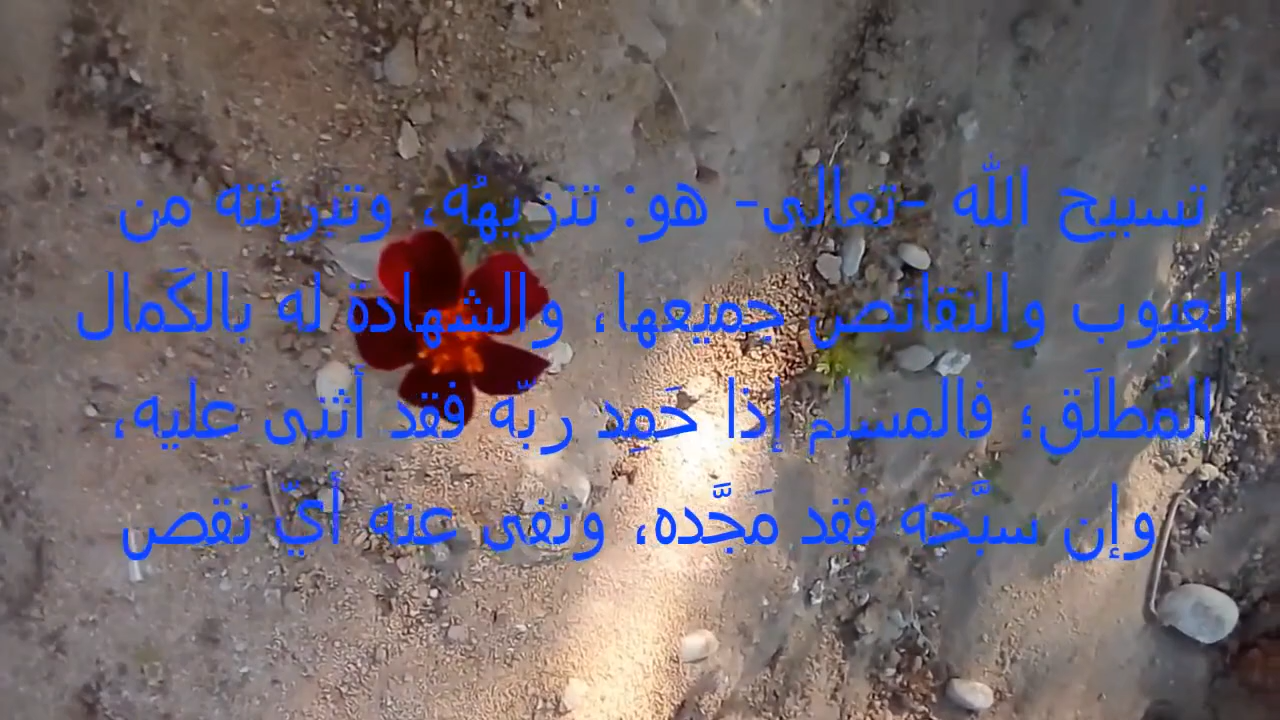 تسبيح الله -تعالى- هو: تنزيهُه، وتبرئته من
العيوب والنقائص جميعها، والشهادة له بالكَمال
المُطلَق؛ فالمسلم إذا حَمِد ربّه فقد أثنى عليه،
وإن سبَّحَه فقد مَجَّده، ونفى عنه أيّ نَقص